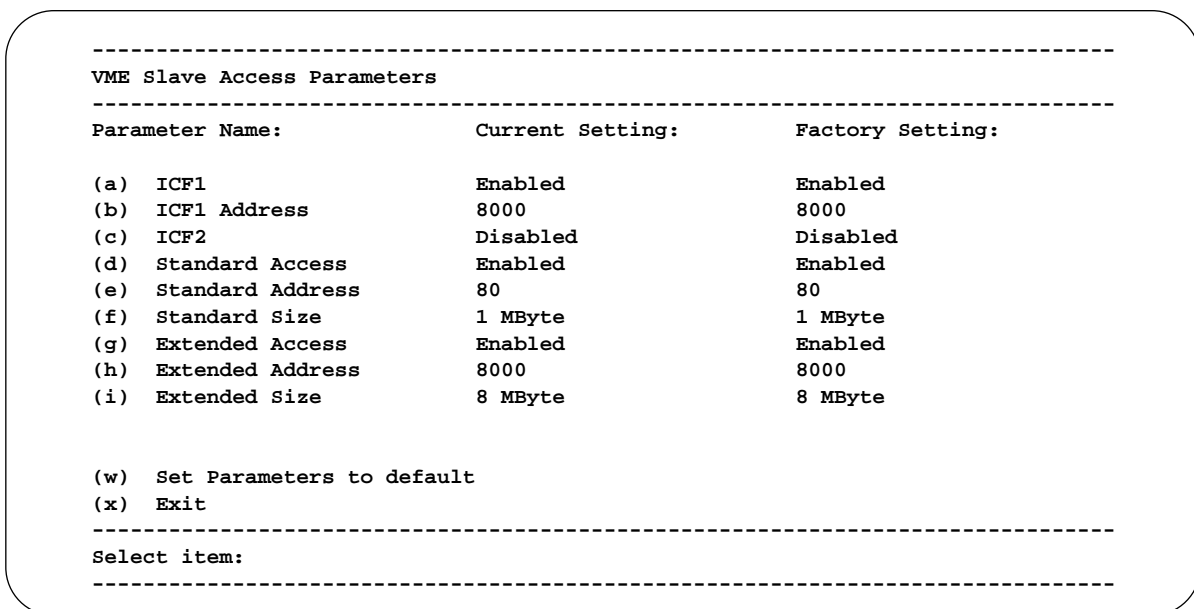 --------------------------------------------------------------------------------
VME Slave Access Parameters
--------------------------------------------------------------------------------
Parameter Name:               Current Setting:         Factory Setting:

(a)  ICF1                     Enabled                  Enabled
(b)  ICF1 Address             8000                     8000
(c)  ICF2                     Disabled                 Disabled
(d)  Standard Access          Enabled                  Enabled
(e)  Standard Address         80                       80
(f)  Standard Size            1 MByte                  1 MByte
(g)  Extended Access          Enabled                  Enabled
(h)  Extended Address         8000                     8000
(i)  Extended Size            8 MByte                  8 MByte

(w)  Set Parameters to default
(x)  Exit
--------------------------------------------------------------------------------
Select item:
--------------------------------------------------------------------------------